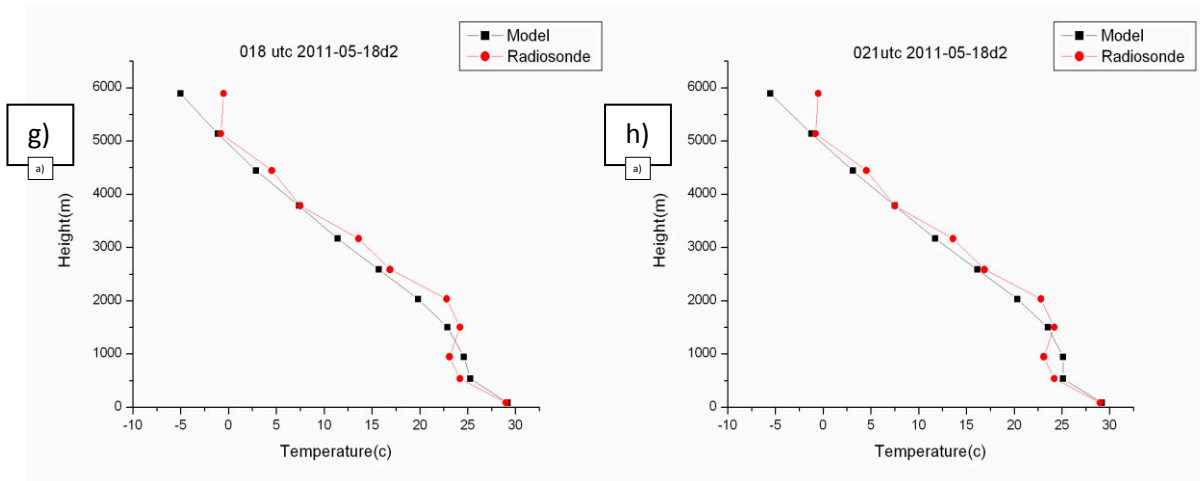 g)
a)
018 utc 2011-05-18d2
Model
Radiosonde
Height(m)
6000
5000
4000
3000
2000
1000
0
-10 -5 0 5 10 15 20 25 30
Temperature(c)
h)
a)
021utc 2011-05-18d2
Model
Radiosonde
Height(m)
6000
5000
4000
3000
2000
1000
0
-10 -5 0 5 10 15 20 25 30
Temperature(c)